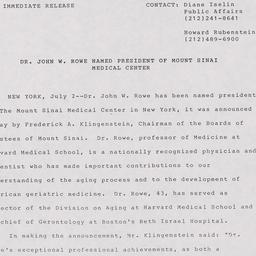 IMMEDIATE RELEASE CONTACT: Diane Iselin
Public Affairs
(212)241-8641
Howard Rubenstein
(212)489-6900
DR. JOHN W. ROWE NAMED PRESIDENT OF MOUNT SINAI
MEDICAL CENTER
NEW YORK, July 2--Dr. John W. Rowe has been named president
The Mount Sinai Medical Center in New York, it was announced
ay by Frederick A. Klingenstein, Chairman of the Boards of
stees of Mount Sinai. Dr. Rowe, professor of Medicine at
vard Medical School, is a nationally recognized physician and
entist who has made important contributions to our
erstanding of the aging process and to the development of
rican geriatric medicine. Dr. Rowe, 43, has served as
ector of the Division on Aging at Harvard Medical School and
chief of Gerontology at Boston's Beth Israel Hospital.
In making the announcement, Mr. Klingenstein said: "Dr.
e's exceptional professional achievements, as both a